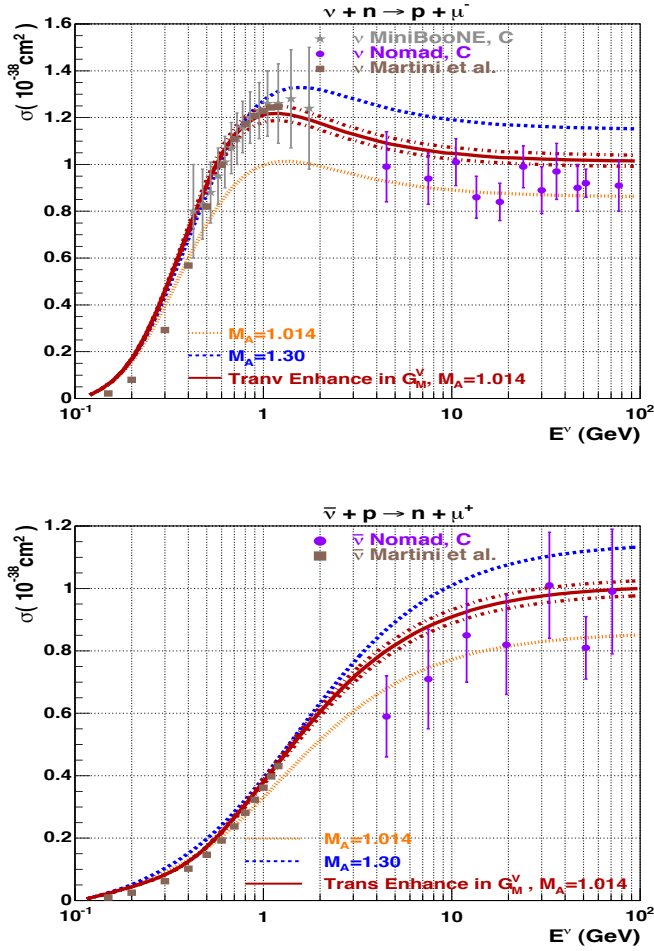 ν + n → p + μ⁻
σ( 10⁻³⁸cm²)
1.6
1.4
1.2
1
0.8
0.6
0.4
0.2
0
ν MiniBooNE, C
ν Nomad, C
Martini et al.
M_A=1.014
M_A=1.30
Tranv Enhance in G_M^V, M_A=1.014
10⁻¹ 1 10 10²
E^ν (GeV)
ν̅ + p → n + μ⁺
σ( 10⁻³⁸cm²)
1.2
1
0.8
0.6
0.4
0.2
0
ν̅ Nomad, C
ν̅ Martini et al.
M_A=1.014
M_A=1.30
Trans Enhance in G_M^V , M_A=1.014
10⁻¹ 1 10 10²
E^ν (GeV)